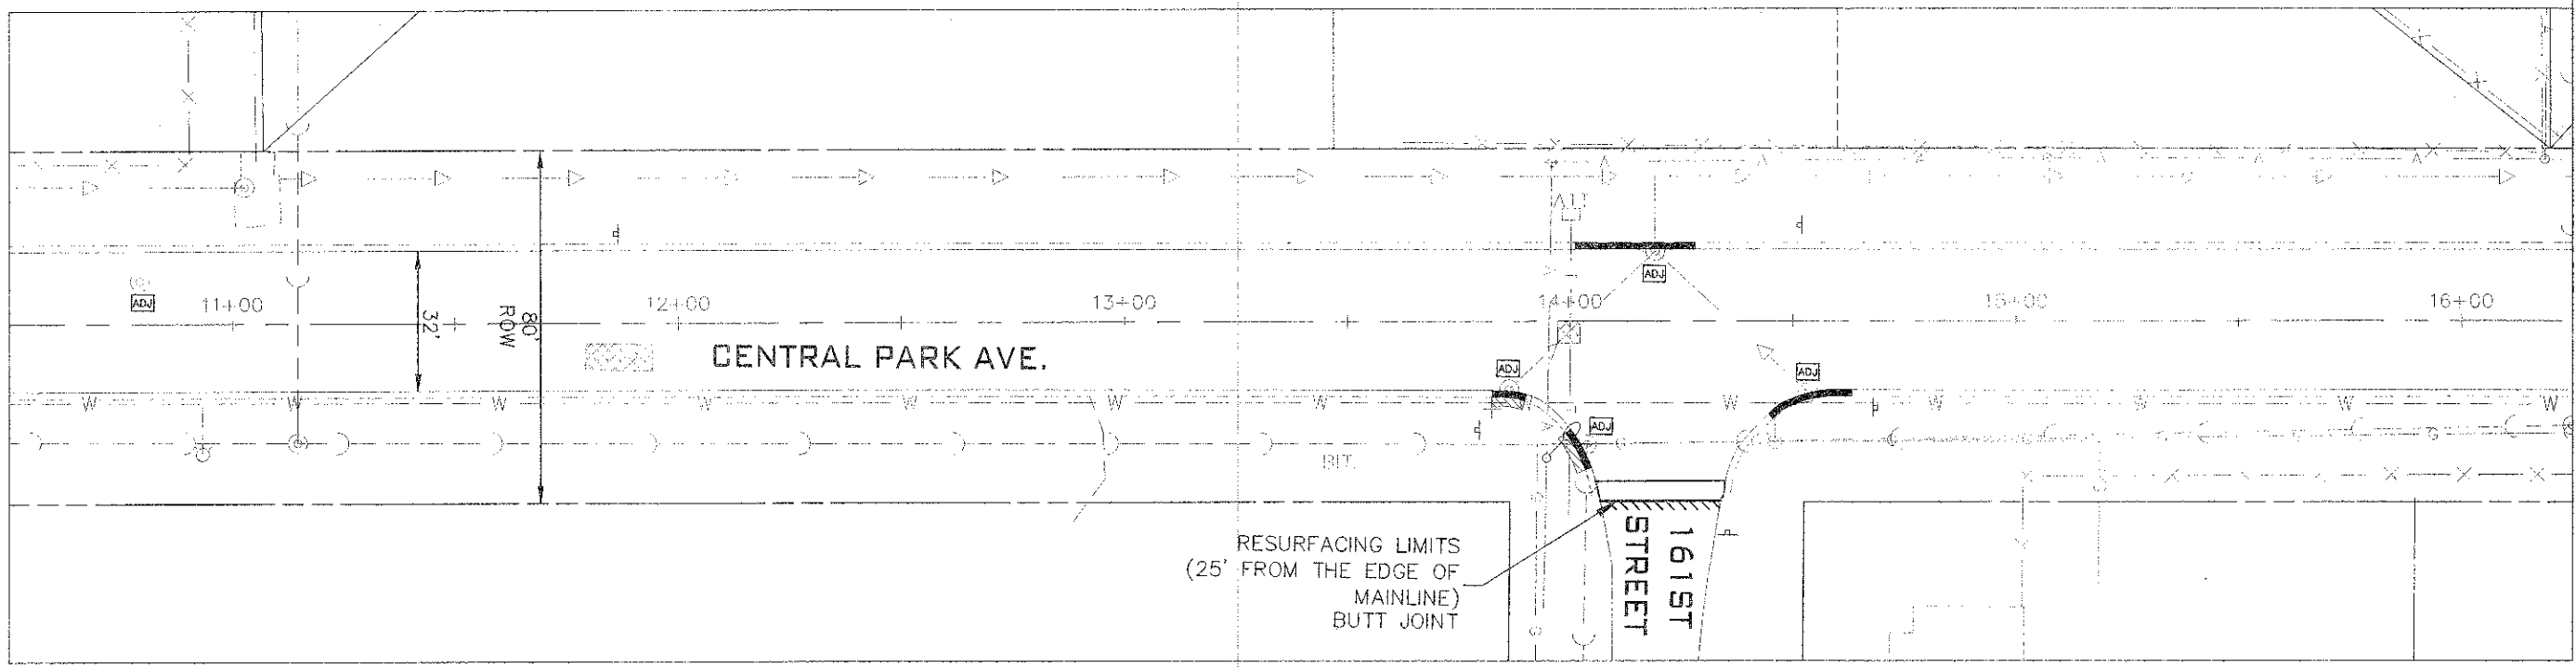 ADJ
ADJ
11+00
12+00
13+00
14+00
15+00
16+00
32'
80'
ROW
CENTRAL PARK AVE.
ADJ
ADJ
W W W W W W W W W W W W
ADJ
BIT.
G
RESURFACING LIMITS
(25' FROM THE EDGE OF
MAINLINE)
BUTT JOINT
161ST
STREET
G
G